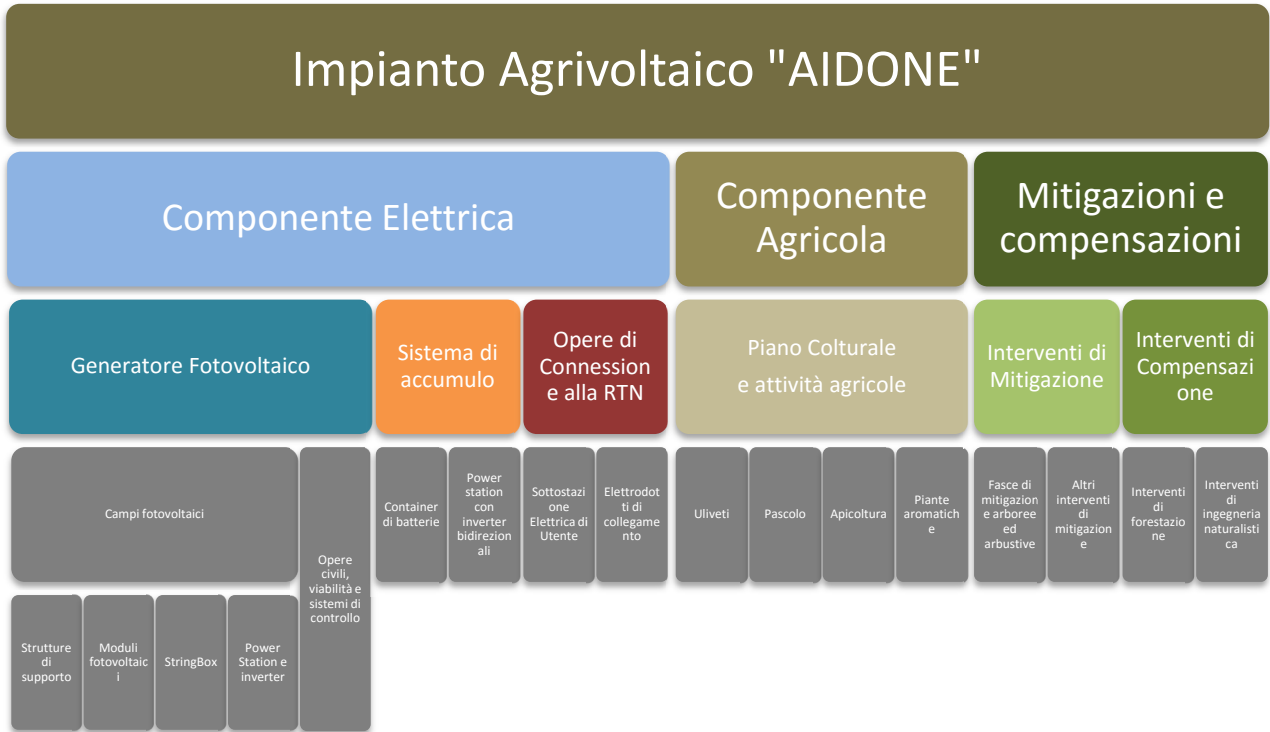 Impianto Agrivoltaico "AIDONE"
Componente Elettrica
Componente
Agricola
Mitigazioni e
compensazioni
Generatore Fotovoltaico
Sistema di
accumulo
Opere di
Connession
e alla RTN
Piano Colturale
e attività agricole
Interventi di
Mitigazione
Interventi di
Compensazi
one
Campi fotovoltaici
Strutture
di
supporto
Moduli
fotovoltaic
i
StringBox
Power
Station e
inverter
Opere
civili,
viabilità e
sistemi di
controllo
Container
di batterie
Power
station
con
inverter
bidirezion
ali
Sottostazi
one
Elettrica di
Utente
Elettrodot
ti di
collegame
nto
Uliveti
Pascolo
Apicoltura
Piante
aromatich
e
Fasce di
mitigazion
e arboree
ed
arbustive
Altri
interventi
di
mitigazion
e
Interventi
di
forestazio
ne
Interventi
di
ingegneria
naturalisti
ca